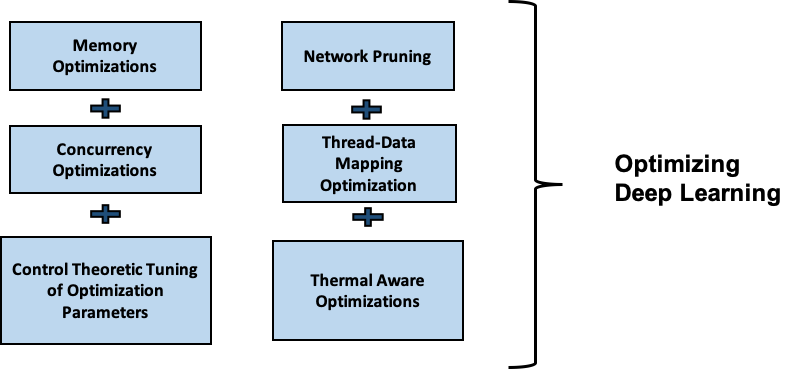 Memory
Optimizations
+
Concurrency
Optimizations
+
Control Theoretic Tuning
of Optimization
Parameters
Network Pruning
+
Thread-Data
Mapping
Optimization
+
Thermal Aware
Optimizations
Optimizing
Deep Learning